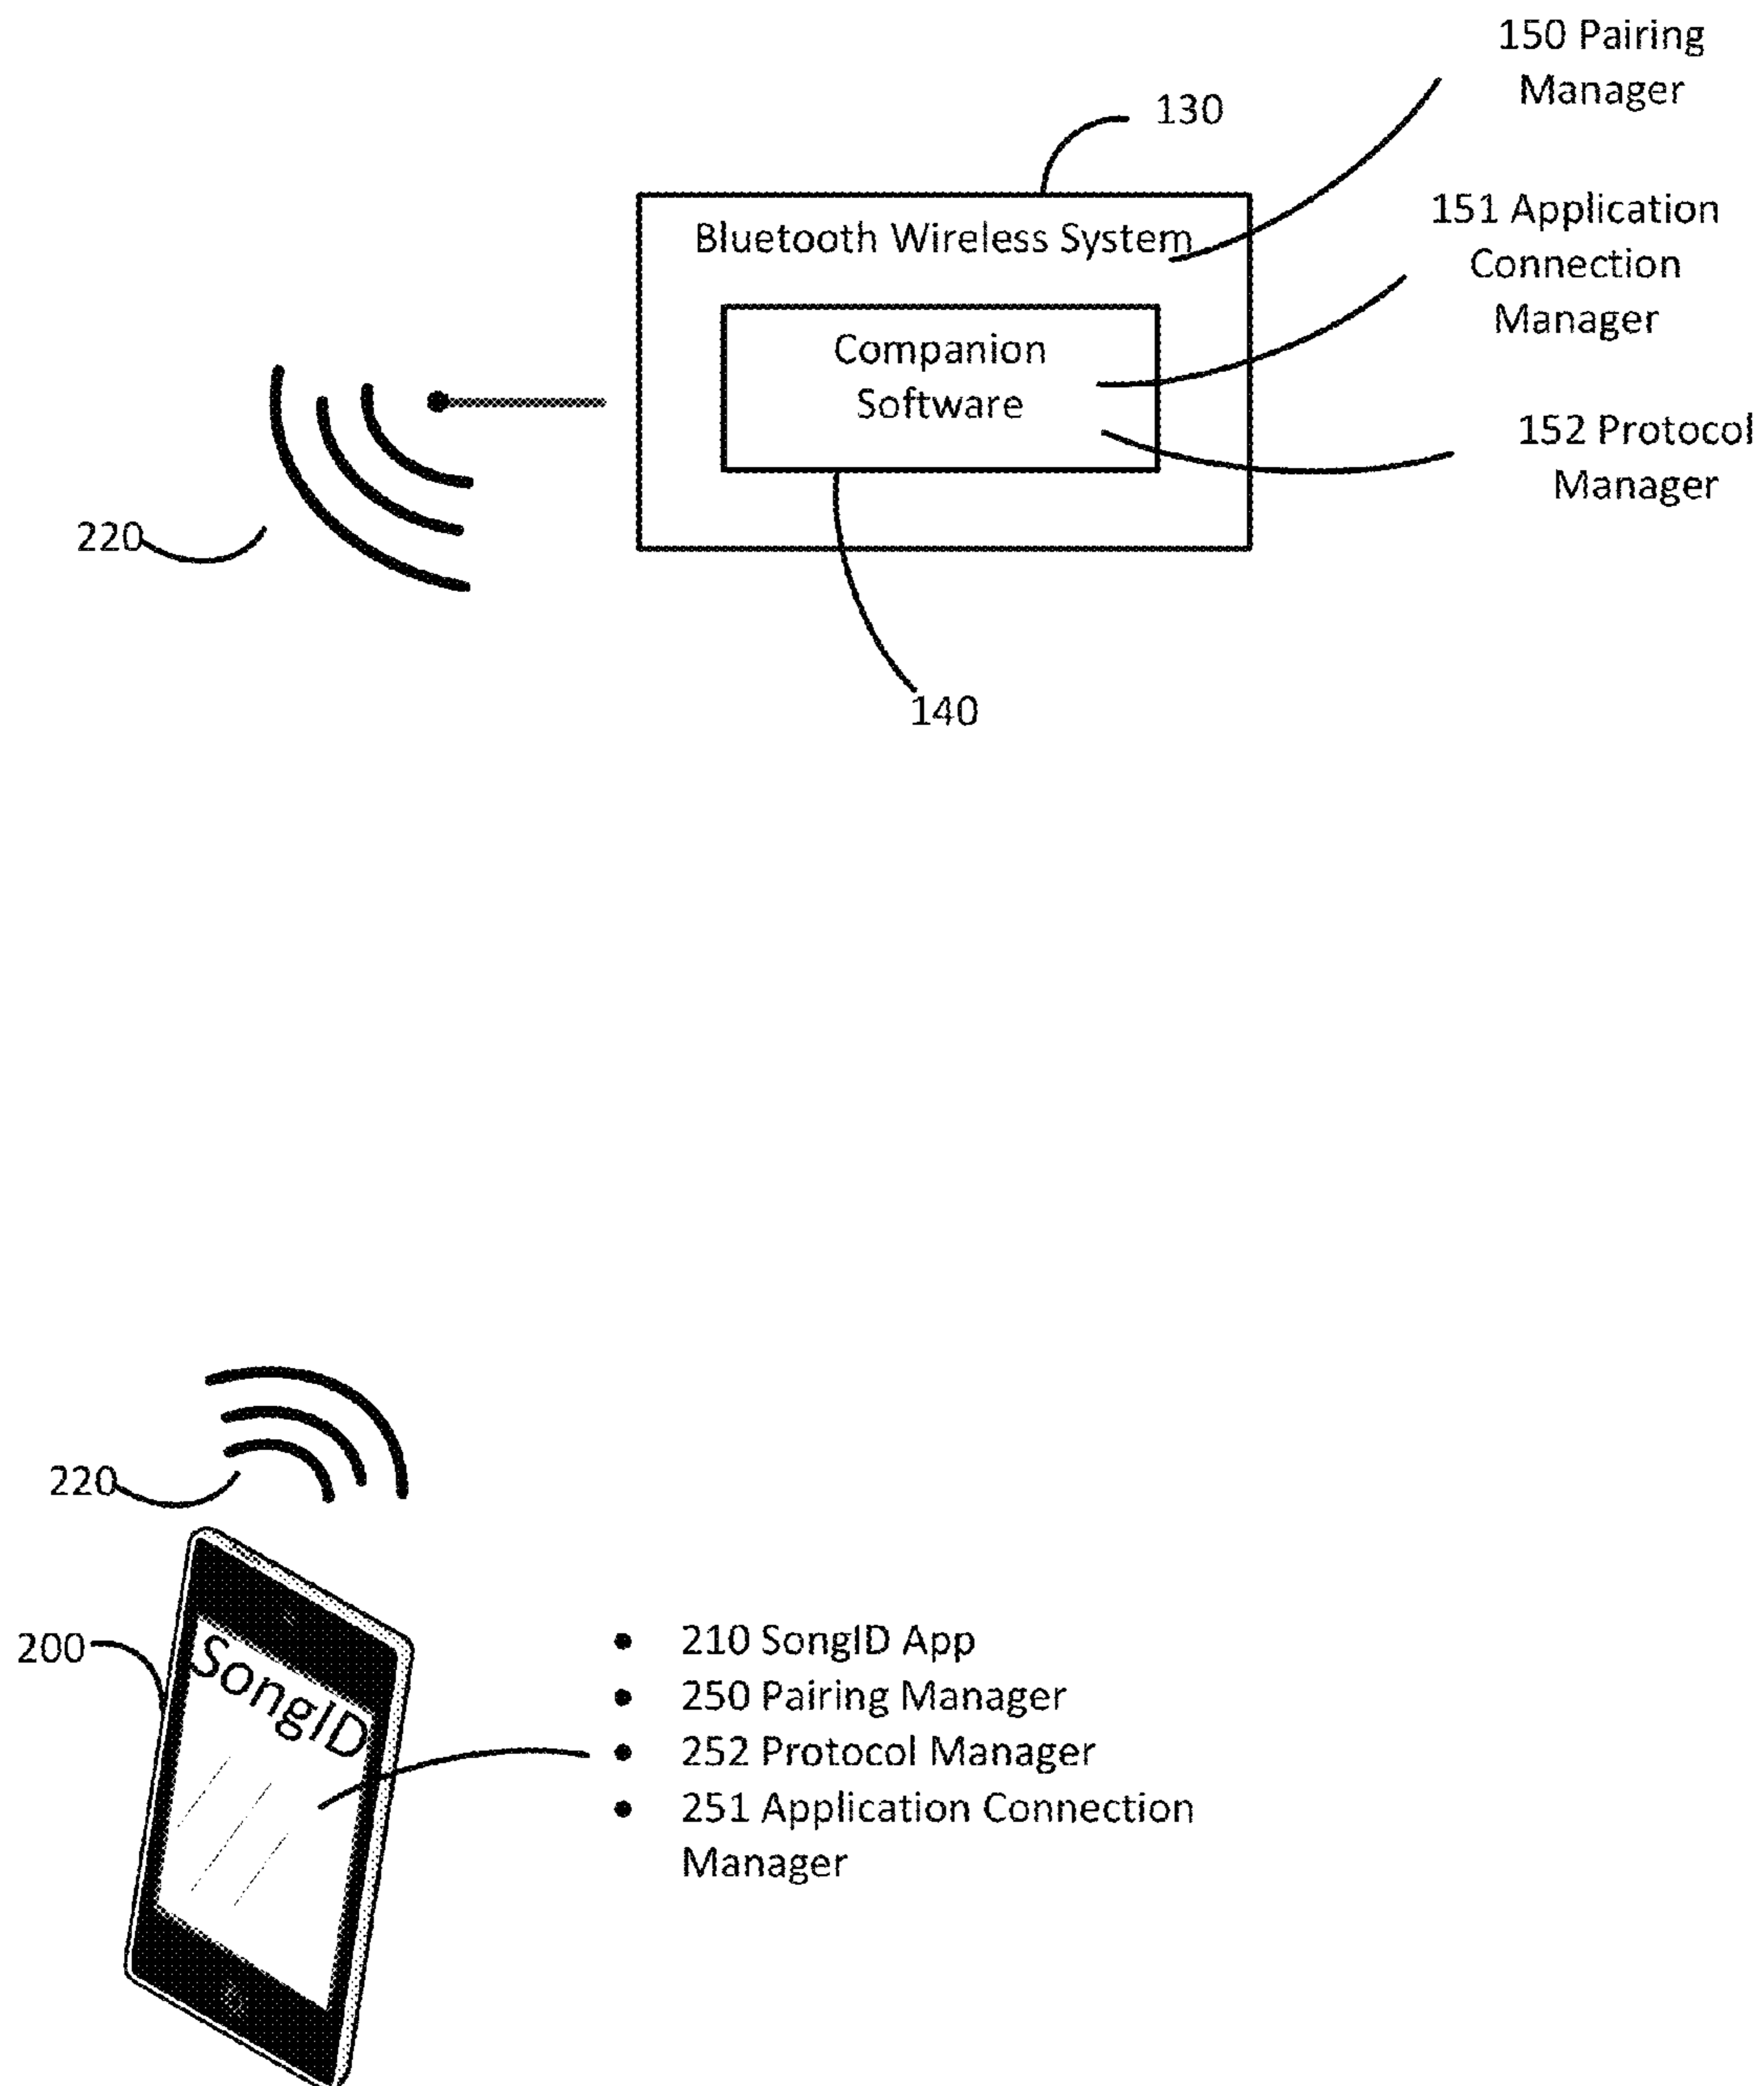 150 Pairing
Manager
130
151 Application
Connection
Manager
Bluetooth Wireless System
Companion
Software
152 Protocol
Manager
220
140
220
200
SongID
• 210 SongID App
• 250 Pairing Manager
• 252 Protocol Manager
• 251 Application Connection
Manager